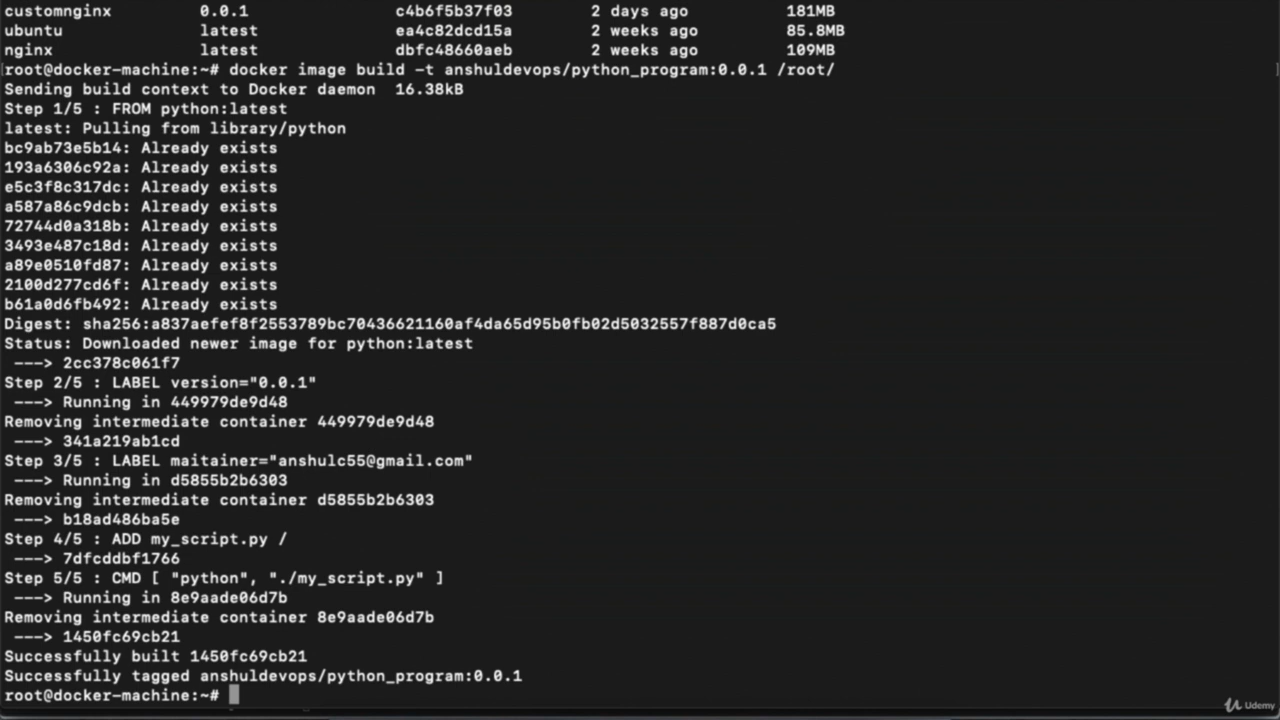 customnginx 0.0.1 c4b6f5b37f03 2 days ago 181MB
ubuntu latest ea4c82dcd15a 2 weeks ago 85.8MB
nginx latest dbfc48660aeb 2 weeks ago 109MB
root@docker-machine:~# docker image build -t anshuldevops/python_program:0.0.1 /root/
Sending build context to Docker daemon 16.38kB
Step 1/5 : FROM python:latest
latest: Pulling from library/python
bc9ab73e5b14: Already exists
193a6306c92a: Already exists
e5c3f8c317dc: Already exists
a587a86c9dcb: Already exists
72744d0a318b: Already exists
3493e487c18d: Already exists
a89e0510fd87: Already exists
2100d277cd6f: Already exists
b61a0d6fb492: Already exists
Digest: sha256:a837aefef8f2553789bc70436621160af4da65d95b0fb02d5032557f887d0ca5
Status: Downloaded newer image for python:latest
---> 2cc378c061f7
Step 2/5 : LABEL version="0.0.1"
---> Running in 449979de9d48
Removing intermediate container 449979de9d48
---> 341a219ab1cd
Step 3/5 : LABEL maitainer="anshulc55@gmail.com"
---> Running in d5855b2b6303
Removing intermediate container d5855b2b6303
---> b18ad486ba5e
Step 4/5 : ADD my_script.py /
---> 7dfcddbf1766
Step 5/5 : CMD [ "python", "./my_script.py" ]
---> Running in 8e9aade06d7b
Removing intermediate container 8e9aade06d7b
---> 1450fc69cb21
Successfully built 1450fc69cb21
Successfully tagged anshuldevops/python_program:0.0.1
root@docker-machine:~#
Udemy